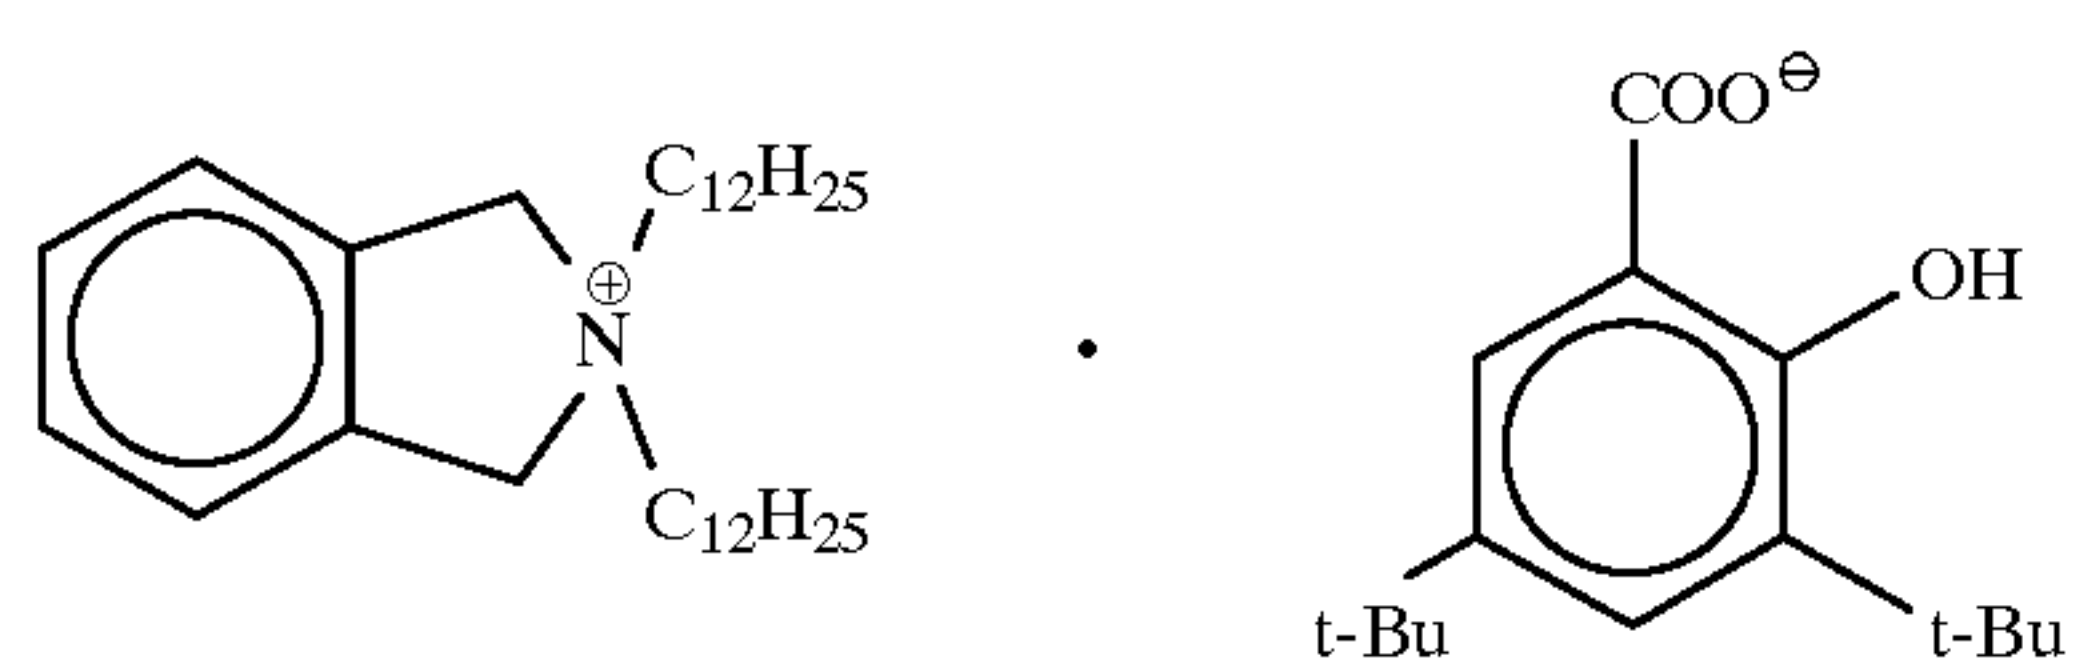 C₁₂H₂₅
⊕
N
C₁₂H₂₅
•
COO⊖
OH
t-Bu
t-Bu